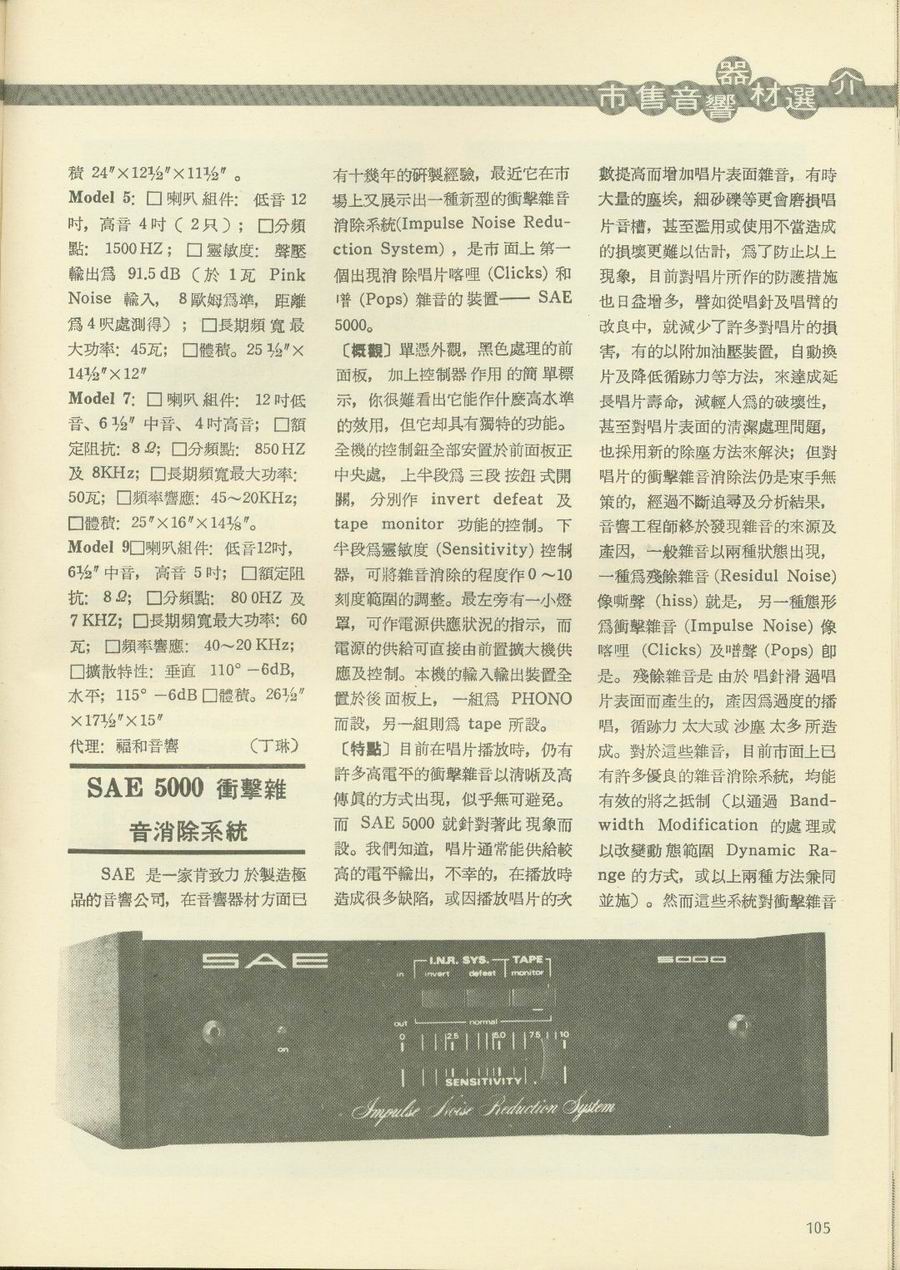 市售音響器材選介
積 24″×12½″×11½″ 。
Model 5: □ 喇叭 組件: 低音 12
吋, 高音 4吋 ( 2只 ) ; □分頻
點: 1500 HZ ; □ 靈敏度: 聲壓
輸出爲 91.5 dB ( 於 1瓦 Pink
Noise 輸入, 8歐姆爲準, 距離
爲 4 呎處測得) ; □長期頻寬最
大功率: 45瓦; □體積。25 ½″×
14½″×12″
Model 7: □ 喇叭 組件: 12 吋低
音、6 ½″ 中音、4吋高音; □額
定阻抗: 8 Ω; □分頻點: 850 HZ
及 8KHz; □長期頻寬最大功率:
50瓦; □頻率響應: 45～20KHz;
□體積: 25″×16″×14⅛″。
Model 9□喇叭組件: 低音12吋,
6½″ 中音, 高音 5吋; □額定阻
抗: 8 Ω; □分頻點: 80 0HZ 及
7 KHZ; □長期頻寬最大功率: 60
瓦; □頻率響應: 40～20 KHz;
□擴散特性: 垂直 110° －6dB,
水平; 115° －6dB □體積。26½″
×17½″×15″
代理: 福和音響 (丁琳)
SAE 5000 衝擊雜
音消除系統
SAE 是一家肯致力於製造極
品的音響公司, 在音響器材方面已
有十幾年的硏製經驗, 最近它在市
場上又展示出一種新型的衝擊雜音
消除系統(Impulse Noise Redu-
ction System) , 是市面上第一
個出現消除唱片喀哩 (Clicks) 和
噌 (Pops) 雜音的裝置── SAE
5000。
〔概觀〕單憑外觀, 黑色處理的前
面板, 加上控制器作用的簡單標
示, 你很難看出它能作什麼高水準
的效用, 但它却具有獨特的功能。
全機的控制鈕全部安置於前面板正
中央處, 上半段爲三段按鈕式開
關, 分別作 invert defeat 及
tape monitor 功能的控制。下
半段爲靈敏度 (Sensitivity) 控制
器, 可將雜音消除的程度作0～10
刻度範圍的調整。最左旁有一小燈
罩, 可作電源供應狀況的指示, 而
電源的供給可直接由前置擴大機供
應及控制。本機的輸入輸出裝置全
置於後面板上, 一組爲 PHONO
而設, 另一組則爲 tape 所設。
〔特點〕目前在唱片播放時, 仍有
許多高電平的衝擊雜音以清晰及高
傳眞的方式出現, 似乎無可避免。
而 SAE 5000 就針對著此現象而
設。我們知道, 唱片通常能供給較
高的電平輸出, 不幸的, 在播放時
造成很多缺陷, 或因播放唱片的次
數提高而增加唱片表面雜音, 有時
大量的塵埃, 細砂礫等更會磨損唱
片音槽, 甚至濫用或使用不當造成
的損壞更難以估計, 爲了防止以上
現象, 目前對唱片所作的防護措施
也日益增多, 譬如從唱針及唱臂的
改良中, 就減少了許多對唱片的損
害, 有的以附加油壓裝置, 自動換
片及降低循跡力等方法, 來達成延
長唱片壽命, 減輕人爲的破壞性,
甚至對唱片表面的清潔處理問題,
也採用新的除塵方法來解決; 但對
唱片的衝擊雜音消除法仍是束手無
策的, 經過不斷追尋及分析結果,
音響工程師終於發現雜音的來源及
產因, 一般雜音以兩種狀態出現,
一種爲殘餘雜音 (Residul Noise)
像嘶聲 (hiss) 就是, 另一種態形
爲衝擊雜音 (Impulse Noise) 像
喀哩 (Clicks) 及噌聲 (Pops) 卽
是。殘餘雜音是由於唱針滑過唱
片表面而產生的, 產因爲過度的播
唱, 循跡力太大或沙塵太多所造
成。對於這些雜音, 目前市面上已
有許多優良的雜音消除系統, 均能
有效的將之抵制 (以通過 Band-
width Modification 的處理或
以改變動態範圍 Dynamic Ra-
nge 的方式, 或以上兩種方法兼同
並施) 。然而這些系統對衝擊雜音
SAE
I.N.R. SYS. TAPE
in invert defeat monitor
5000
out normal
on
0 2.5 5.0 7.5 10
SENSITIVITY
Impulse Noise Reduction System
105